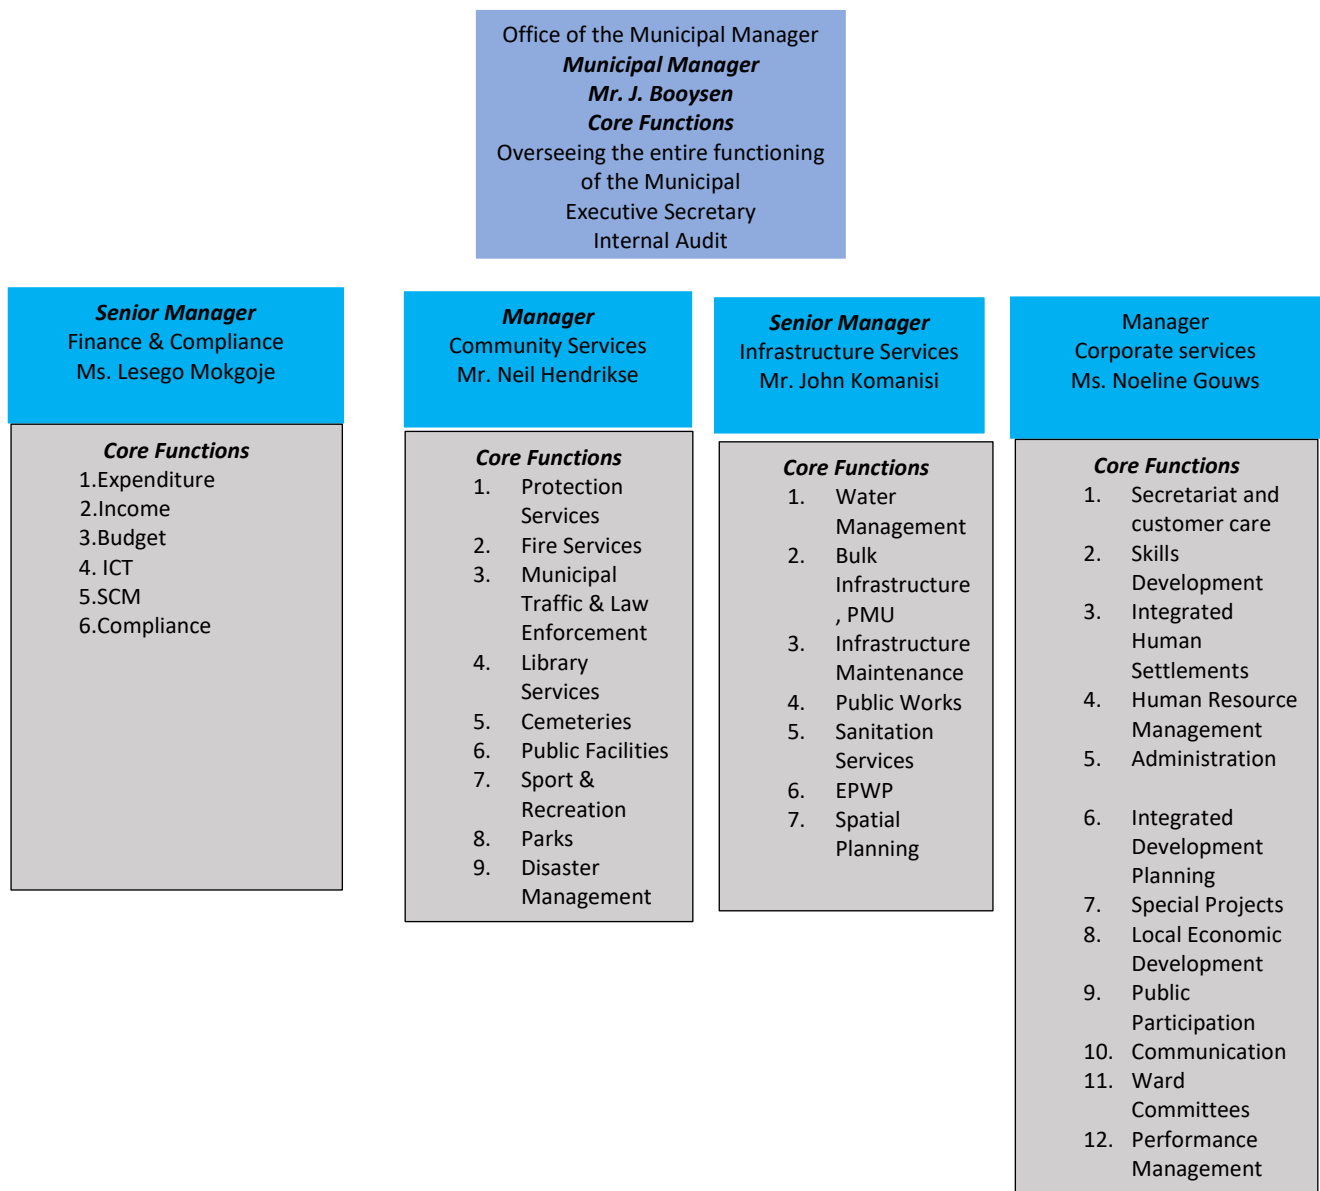 Office of the Municipal Manager
Municipal Manager
Mr. J. Booysen
Core Functions
Overseeing the entire functioning
of the Municipal
Executive Secretary
Internal Audit
Senior Manager
Finance & Compliance
Ms. Lesego Mokgoje
Core Functions
1.Expenditure
2.Income
3.Budget
4. ICT
5.SCM
6.Compliance
Manager
Community Services
Mr. Neil Hendrikse
Core Functions
1. Protection
Services
2. Fire Services
3. Municipal
Traffic & Law
Enforcement
4. Library
Services
5. Cemeteries
6. Public Facilities
7. Sport &
Recreation
8. Parks
9. Disaster
Management
Senior Manager
Infrastructure Services
Mr. John Komanisi
Core Functions
1. Water
Management
2. Bulk
Infrastructure
, PMU
3. Infrastructure
Maintenance
4. Public Works
5. Sanitation
Services
6. EPWP
7. Spatial
Planning
Manager
Corporate services
Ms. Noeline Gouws
Core Functions
1. Secretariat and
customer care
2. Skills
Development
3. Integrated
Human
Settlements
4. Human Resource
Management
5. Administration
6. Integrated
Development
Planning
7. Special Projects
8. Local Economic
Development
9. Public
Participation
10. Communication
11. Ward
Committees
12. Performance
Management